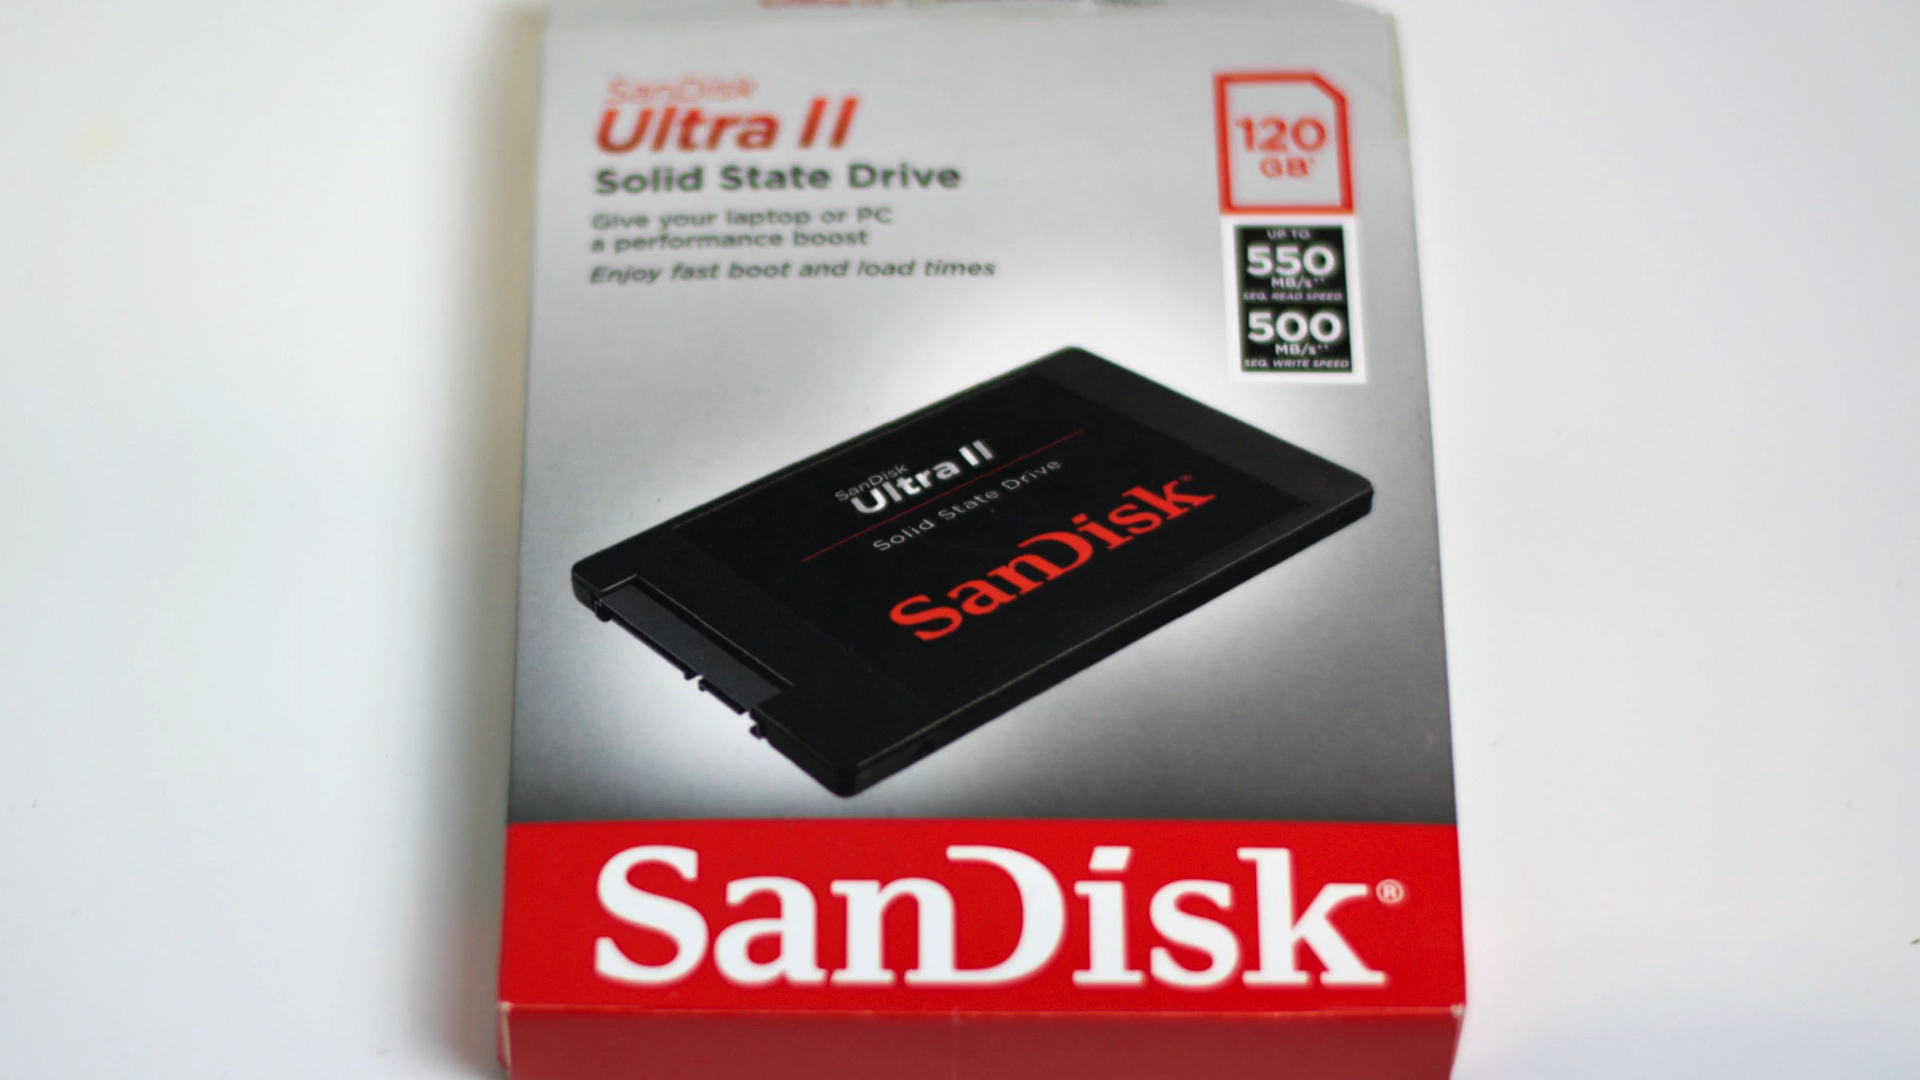 SanDisk
Ultra II
Solid State Drive
Give your laptop or PC
a performance boost
Enjoy fast boot and load times
120
GB*
UP TO
550
MB/s**
SEQ. READ SPEED
500
MB/s**
SEQ. WRITE SPEED
SanDisk
Ultra II
Solid State Drive
SanDisk®
SanDisk®